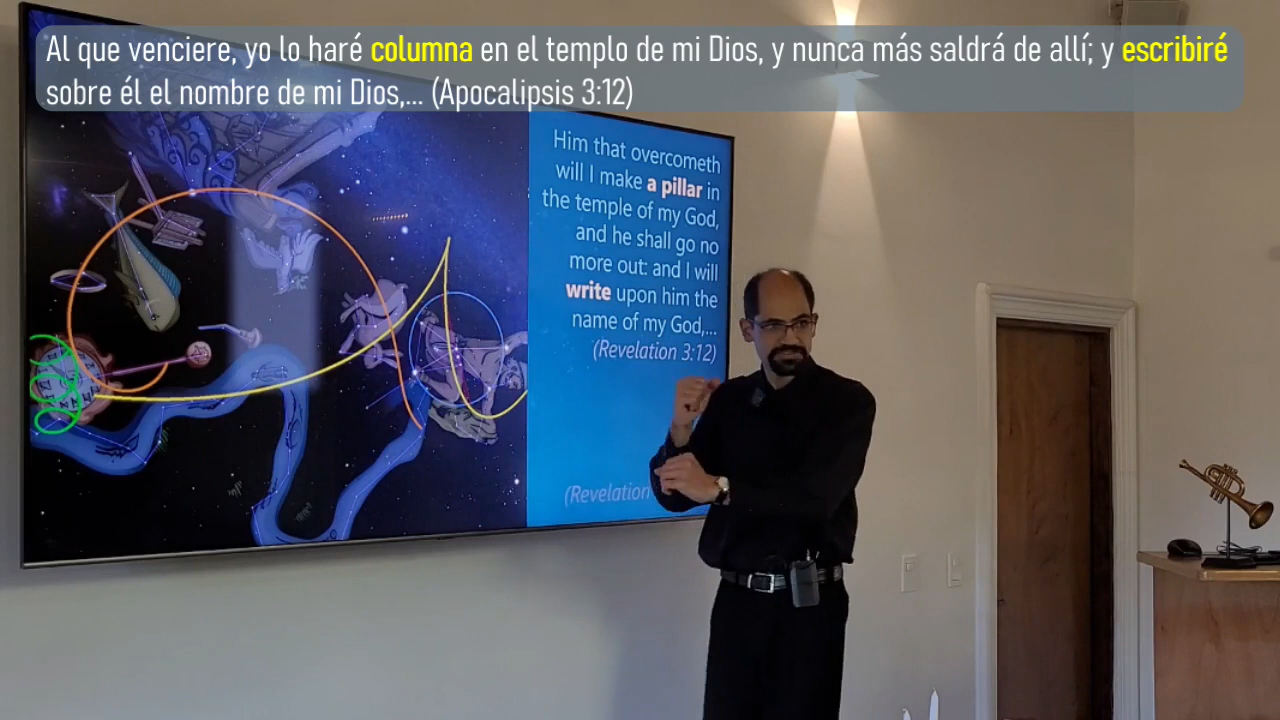 Al que venciere, yo lo haré columna en el templo de mi Dios, y nunca más saldrá de allí; y escribiré
sobre él el nombre de mi Dios,... (Apocalipsis 3:12)
Him that overcometh
will I make a pillar in
the temple of my God,
and he shall go no
more out: and I will
write upon him the
name of my God,...
(Revelation 3:12)
(Revelation